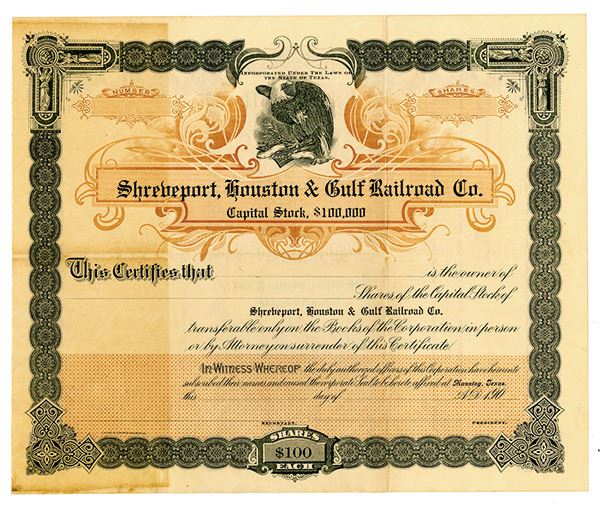 Incorporated Under The Laws of
the State of Texas.
NUMBER
SHARES
Shreveport, Houston & Gulf Railroad Co.
Capital Stock, $100,000
This Certifies that is the owner of
Shares of the Capital Stock of
Shreveport, Houston & Gulf Railroad Co.
transferable only on the Books of the Corporation in person
or by Attorney on surrender of this Certificate
In Witness Whereof the duly authorized officers of this Corporation have hereunto
subscribed their names and caused the corporate Seal to be hereto affixed at Manning, Texas.
this day of A.D. 190
SECRETARY.
PRESIDENT.
SHARES
$100
EACH